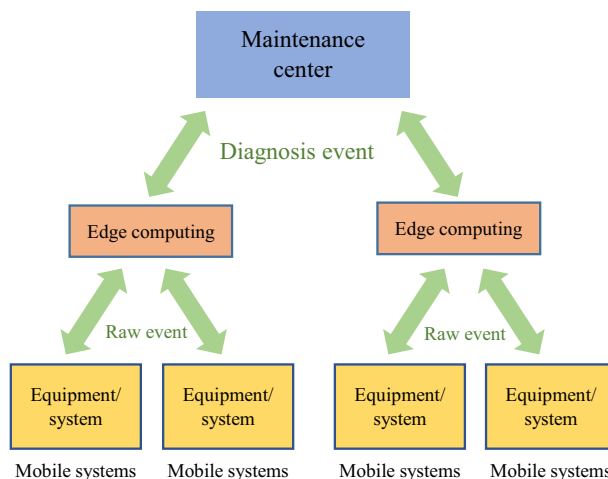 Maintenance
center
Diagnosis event
Edge computing
Edge computing
Raw event
Raw event
Equipment/
system
Equipment/
system
Equipment/
system
Equipment/
system
Mobile systems
Mobile systems
Mobile systems
Mobile systems